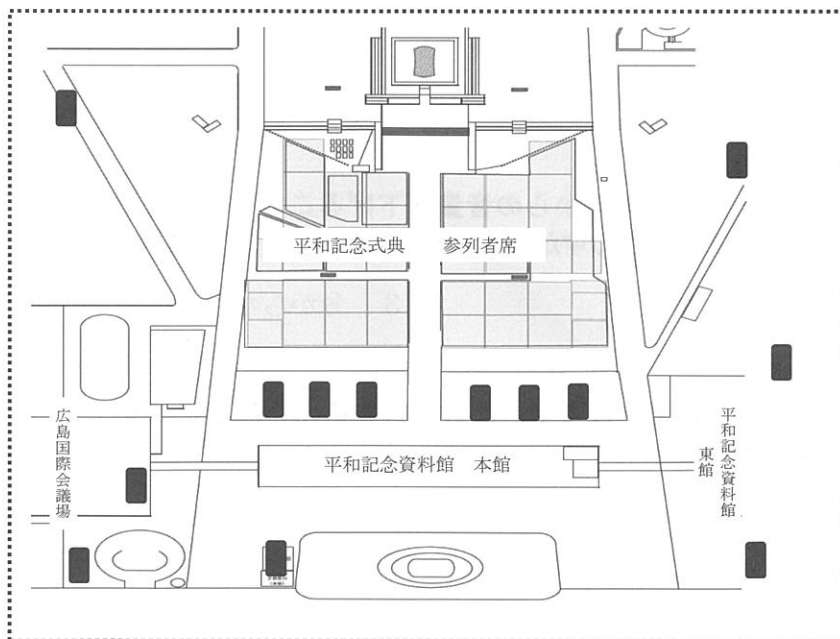 平和記念式典 参列者席
広島国際会議場
平和記念資料館 本館
平和記念資料館
東館